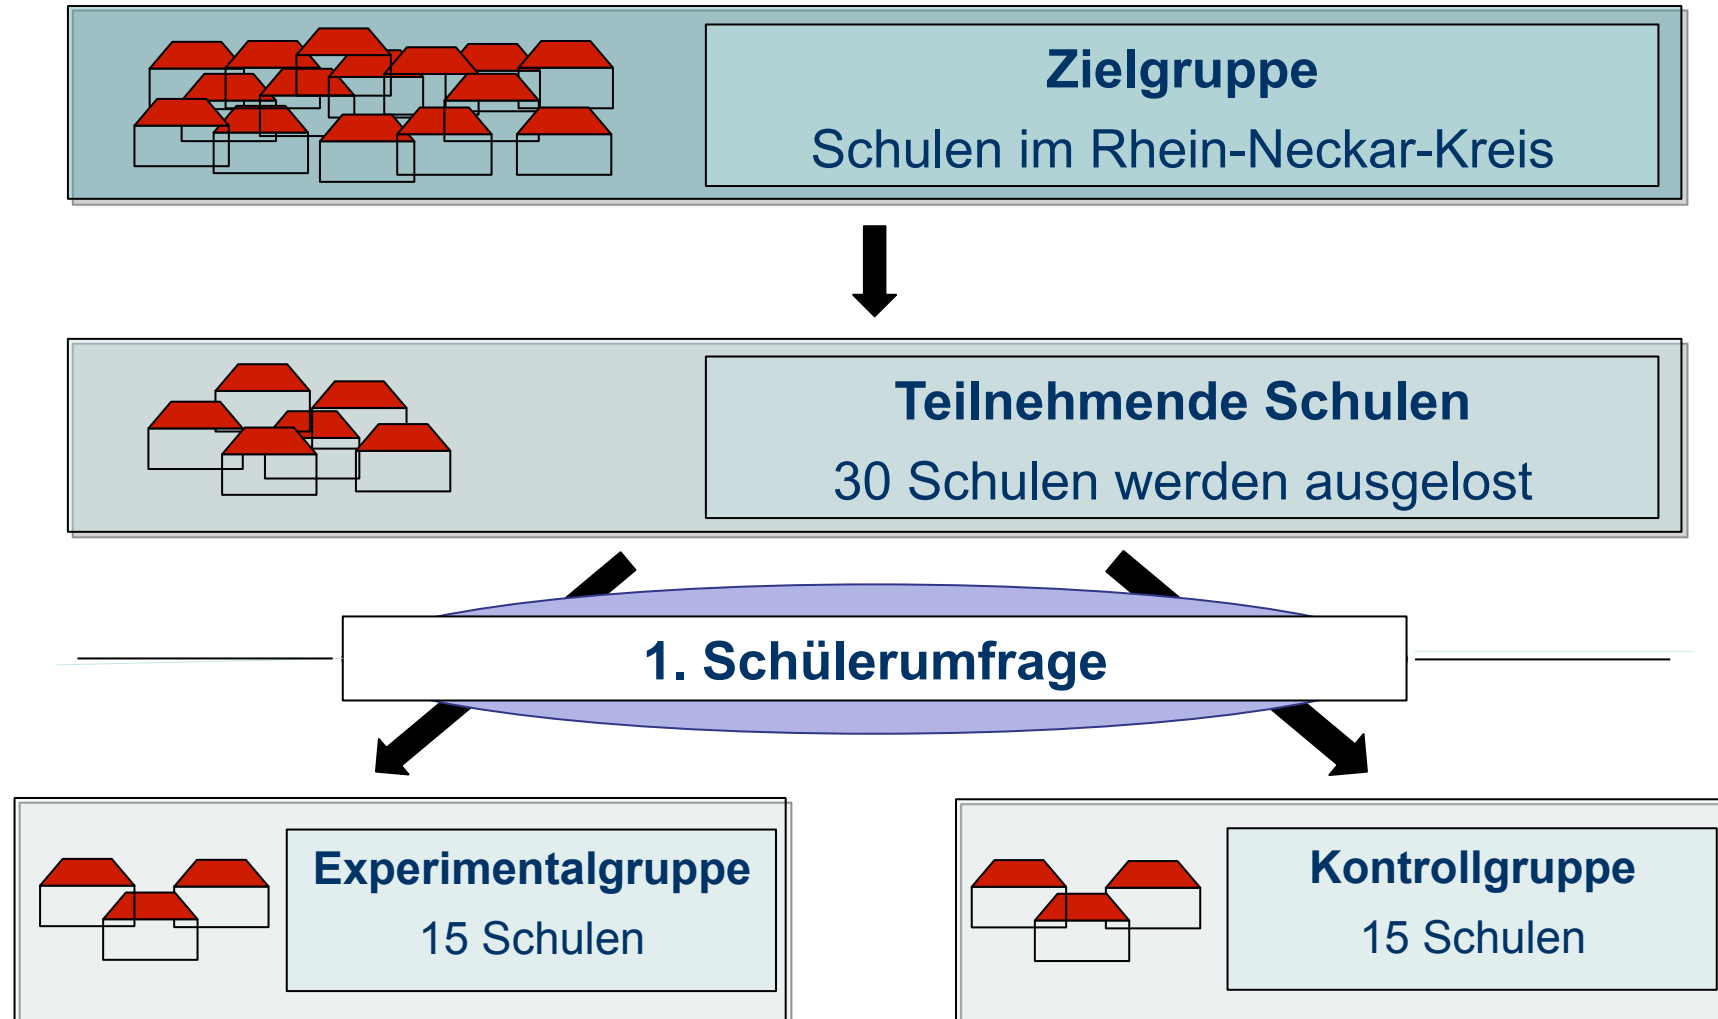 Zielgruppe
Schulen im Rhein-Neckar-Kreis
Teilnehmende Schulen
30 Schulen werden ausgelost
1. Schülerumfrage
Experimentalgruppe
15 Schulen
Kontrollgruppe
15 Schulen